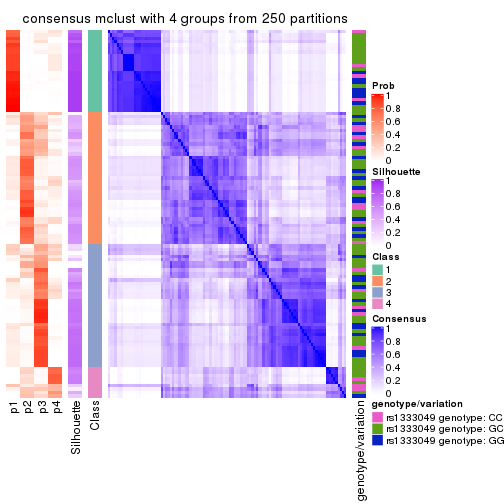 consensus mclust with 4 groups from 250 partitions
Prob
1
0.8
0.6
0.4
0.2
0
Silhouette
1
0.8
0.6
0.4
0.2
0
Class
1
2
3
4
Consensus
1
0.8
0.6
0.4
0.2
0
genotype/variation
rs1333049 genotype: CC
rs1333049 genotype: GC
rs1333049 genotype: GG
p1
p2
p3
p4
Silhouette
Class
genotype/variation